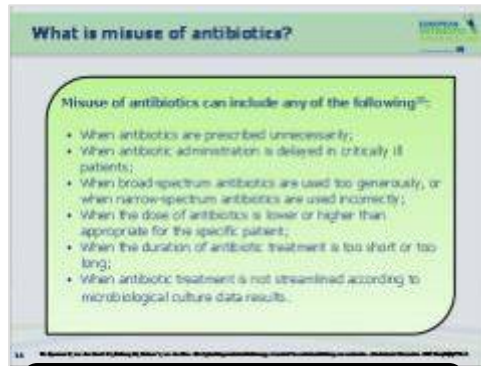 What is misuse of antibiotics?
EUROPEAN
ANTIBIOTIC
Misuse of antibiotics can include any of the following:
• When antibiotics are prescribed unnecessarily;
• When antibiotic administration is delayed in critically ill
patients;
• When broad-spectrum antibiotics are used too generously, or
when narrow-spectrum antibiotics are used incorrectly;
• When the dose of antibiotics is lower or higher than
appropriate for the specific patient;
• When the duration of antibiotic treatment is too short or too
long;
• When antibiotic treatment is not streamlined according to
microbiological culture data results.